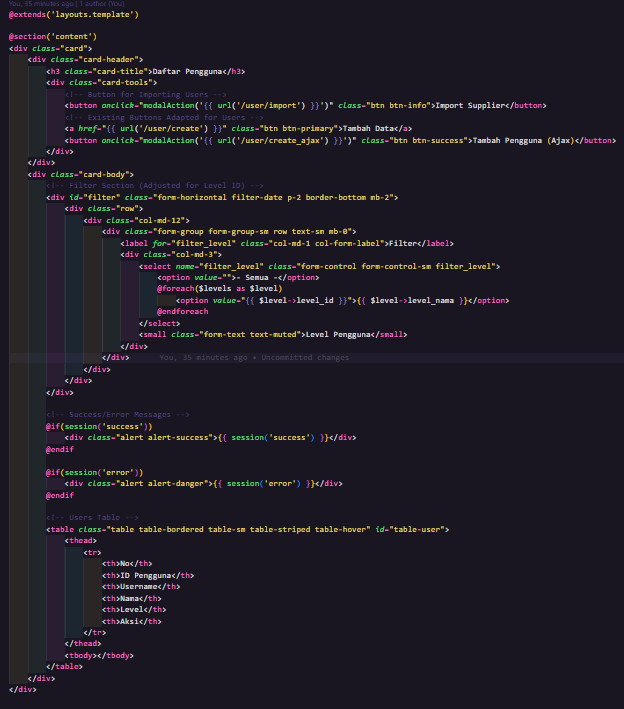 You, 35 minutes ago | 1 author (You)
@extends('layouts.template')
@section('content')
<div class="card">
<div class="card-header">
<h3 class="card-title">Daftar Pengguna</h3>
<div class="card-tools">
<!-- Button for Importing Users -->
<button onclick="modalAction('{{ url('/user/import') }}')" class="btn btn-info">Import Supplier</button>
<!-- Existing Buttons Adapted for Users -->
<a href="{{ url('/user/create') }}" class="btn btn-primary">Tambah Data</a>
<button onclick="modalAction('{{ url('/user/create_ajax') }}')" class="btn btn-success">Tambah Pengguna (Ajax)</button>
</div>
</div>
<div class="card-body">
<!-- Filter Section (Adjusted for Level ID) -->
<div id="filter" class="form-horizontal filter-date p-2 border-bottom mb-2">
<div class="row">
<div class="col-md-12">
<div class="form-group form-group-sm row text-sm mb-0">
<label for="filter_level" class="col-md-1 col-form-label">Filter</label>
<div class="col-md-3">
<select name="filter_level" class="form-control form-control-sm filter_level">
<option value="">- Semua -</option>
@foreach($levels as $level)
<option value="{{ $level->level_id }}">{{ $level->level_nama }}</option>
@endforeach
</select>
<small class="form-text text-muted">Level Pengguna</small>
</div>
</div> You, 35 minutes ago • Uncommitted changes
</div>
</div>
</div>
<!-- Success/Error Messages -->
@if(session('success'))
<div class="alert alert-success">{{ session('success') }}</div>
@endif
@if(session('error'))
<div class="alert alert-danger">{{ session('error') }}</div>
@endif
<!-- Users Table -->
<table class="table table-bordered table-sm table-striped table-hover" id="table-user">
<thead>
<tr>
<th>No</th>
<th>ID Pengguna</th>
<th>Username</th>
<th>Nama</th>
<th>Level</th>
<th>Aksi</th>
</tr>
</thead>
<tbody></tbody>
</table>
</div>
</div>